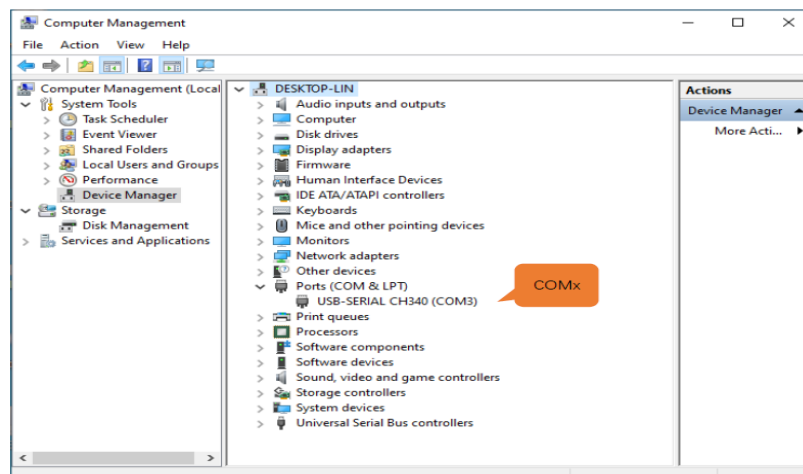 Computer Management
File Action View Help
Computer Management (Local
System Tools
Task Scheduler
Event Viewer
Shared Folders
Local Users and Groups
Performance
Device Manager
Storage
Disk Management
Services and Applications
DESKTOP-LIN
Audio inputs and outputs
Computer
Disk drives
Display adapters
Firmware
Human Interface Devices
IDE ATA/ATAPI controllers
Keyboards
Mice and other pointing devices
Monitors
Network adapters
Other devices
Ports (COM & LPT)
USB-SERIAL CH340 (COM3)
Print queues
Processors
Software components
Software devices
Sound, video and game controllers
Storage controllers
System devices
Universal Serial Bus controllers
COMx
Actions
Device Manager
More Acti...